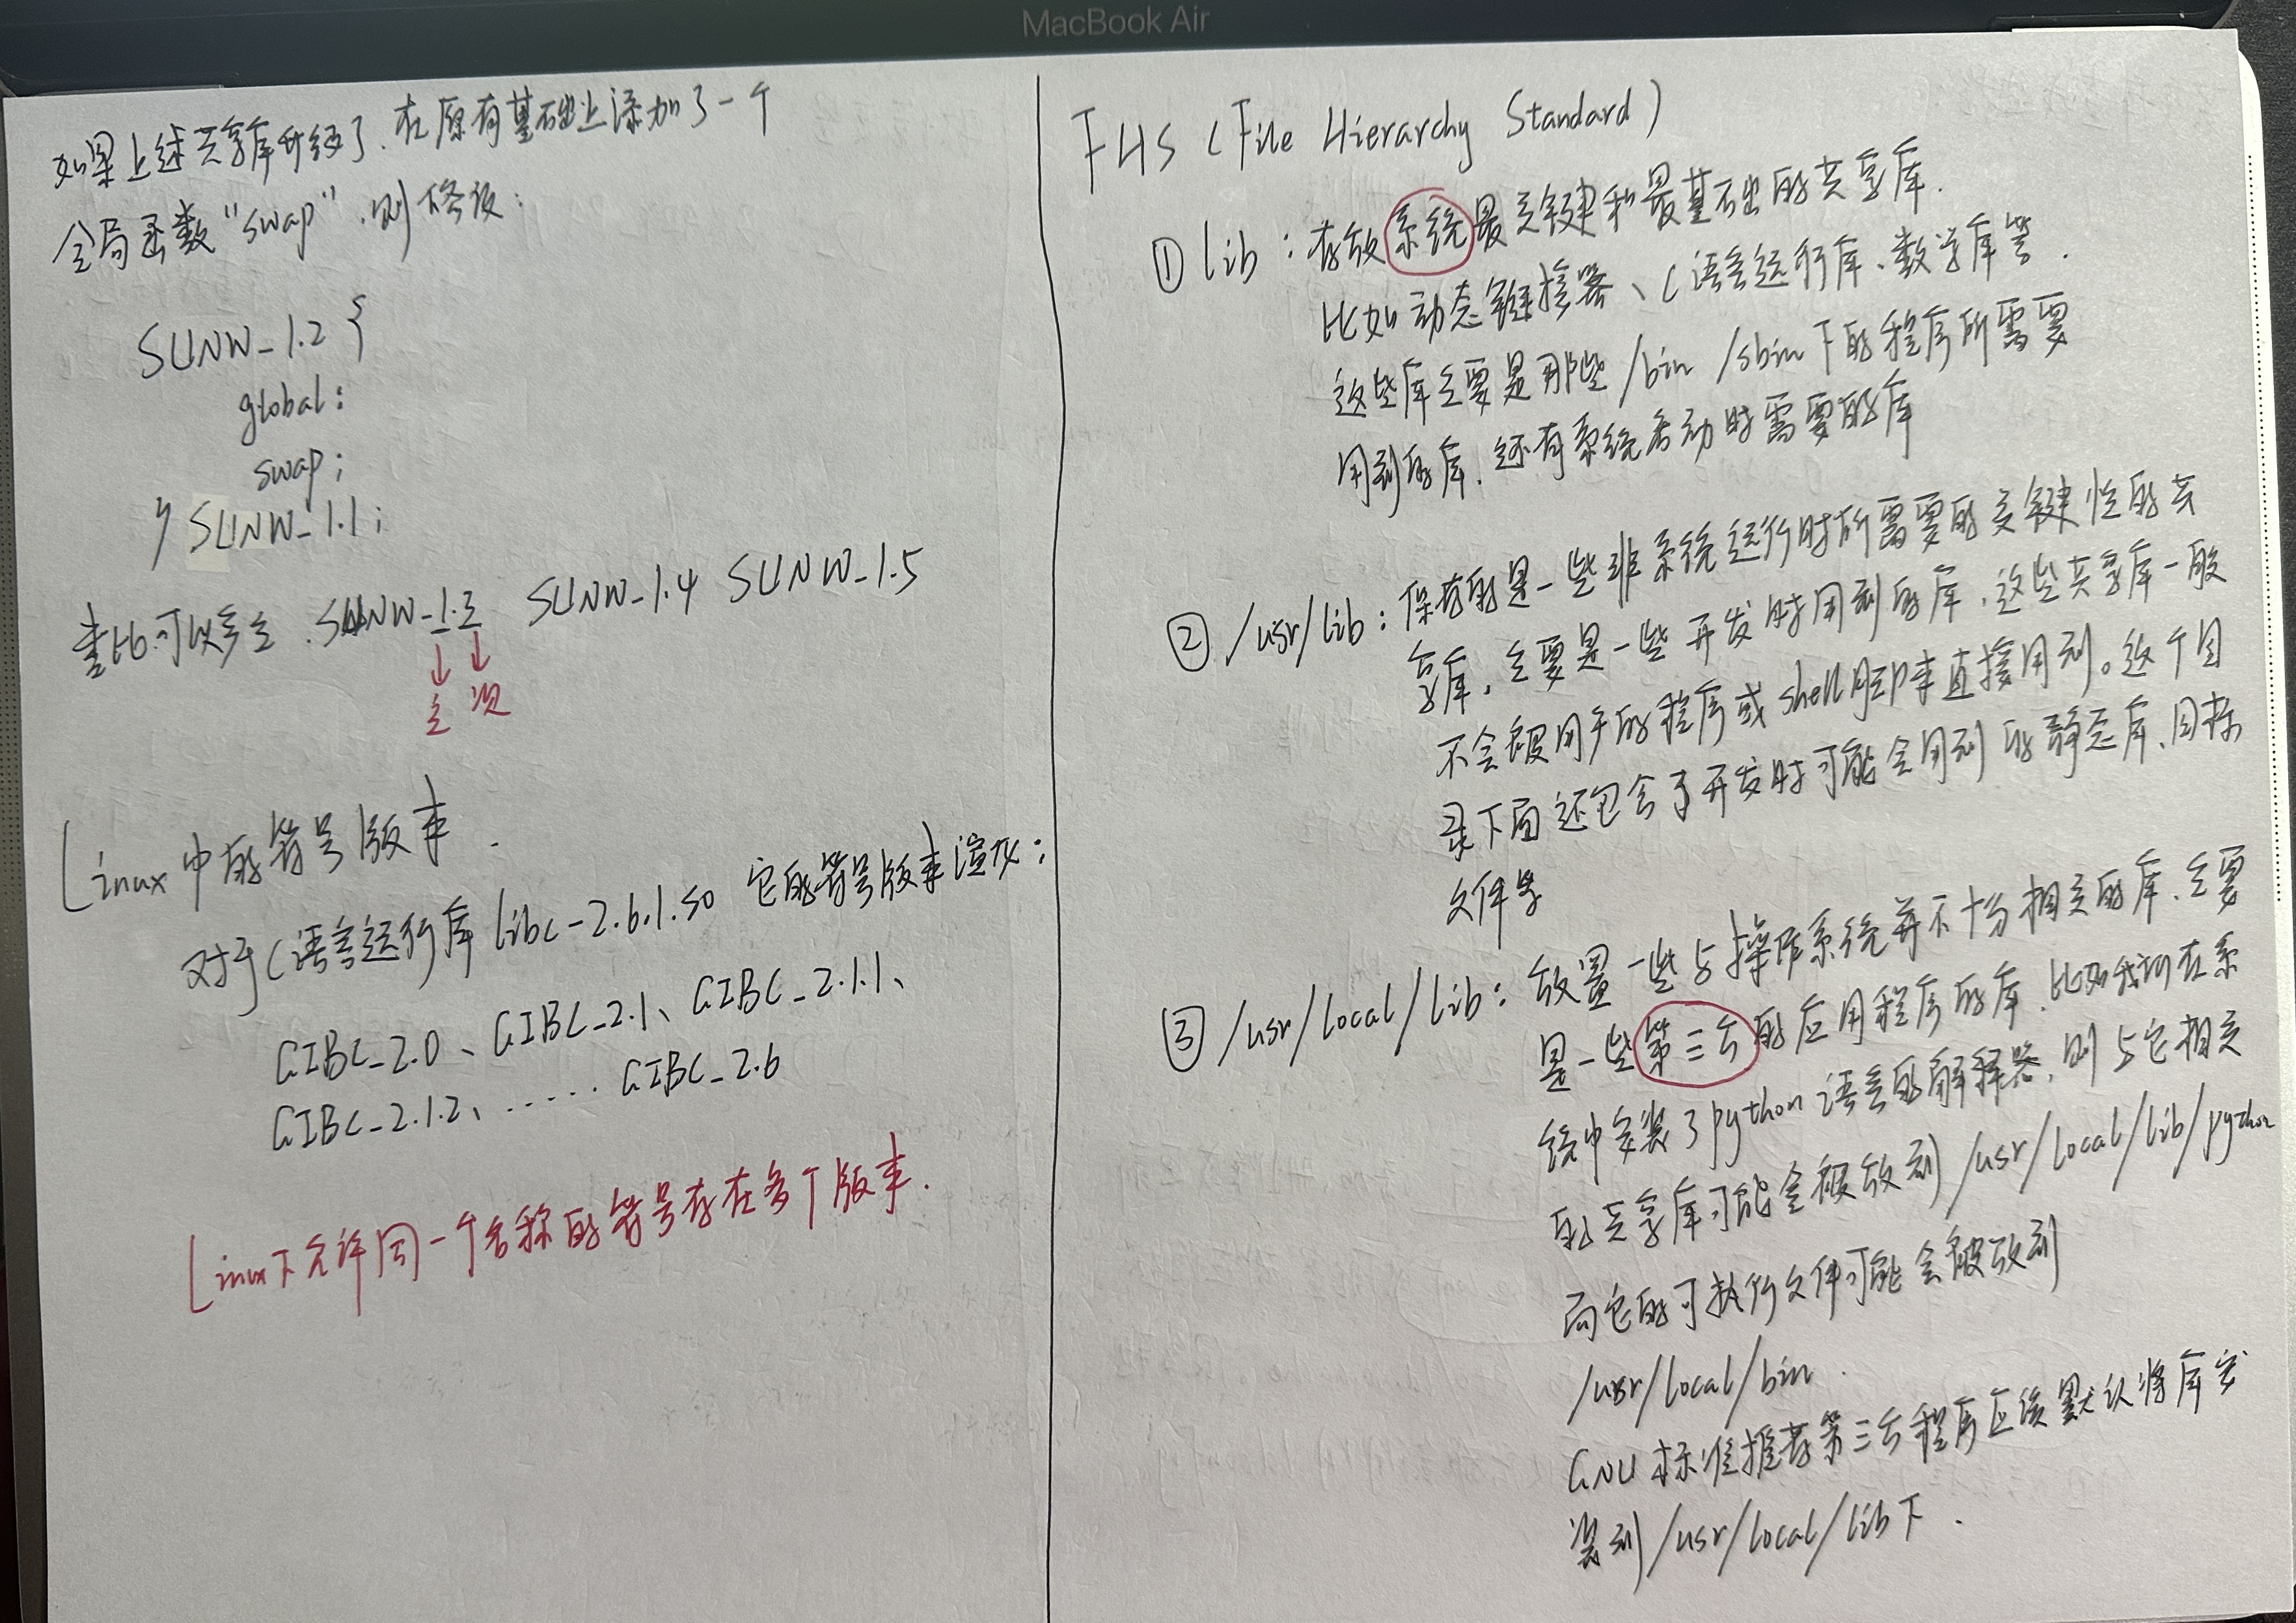 MacBook Air
如果上述共享库升级了.在原有基础上添加了一个
全局函数"swap".则修改:
SUNW_1.2 {
global:
swap;
} SUNW_1.1;
类比.可以多立.SUNW_1.3 SUNW_1.4 SUNW_1.5
↓ ↓
主 次
Linux中的符号版本.
对于C语言运行库 libc-2.6.1.so 它的符号版本演化:
GIBC_2.0、GIBC_2.1、GIBC_2.1.1、
GIBC_2.1.2、..... GIBC_2.6
Linux下允许同一个名称的符号存在多个版本.
FHS (File Hierarchy Standard)
① lib:存放系统最关键和最基础的共享库.
比如动态链接器、C语言运行库、数学库等.
这些库主要是那些/bin /sbin下的程序所需要
用到的库.还有系统启动时需要的库
② /usr/lib:保存的是一些非系统运行时所需要的关键性的共
享库.主要是一些开发时用到的库.这些共享库一般
不会被用户的程序或shell脚本直接用到。这个目
录下面还包含了开发时可能会用到的静态库、目标
文件等
③ /usr/local/lib:放置一些与操作系统并不十分相关的库.主要
是一些第三方的应用程序的库.比如我们在系
统中安装了python语言的解释器,则与它相关
的共享库可能会被放到/usr/local/lib/python
而它的可执行文件可能会被放到
/usr/local/bin.
GNU标准推荐第三方程序应该默认将库安
装到/usr/local/lib下.